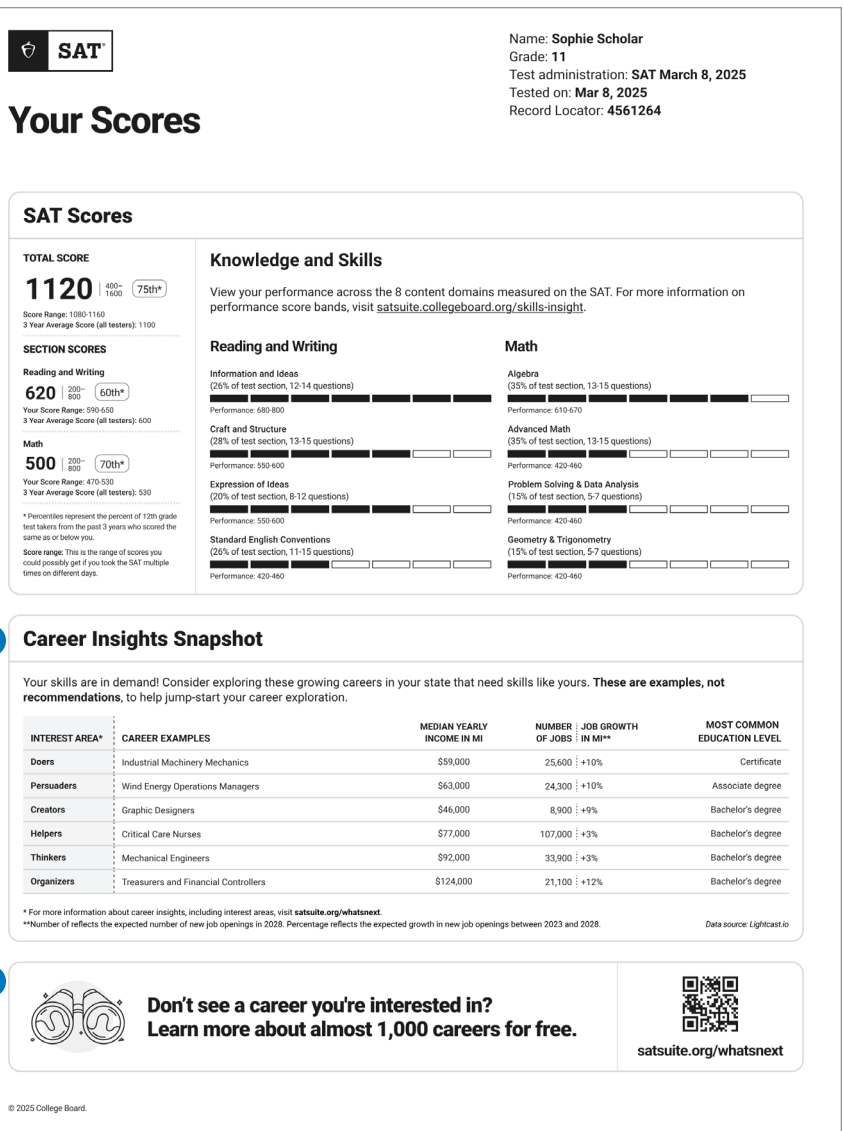 SAT®
Name: Sophie Scholar
Grade: 11
Test administration: SAT March 8, 2025
Tested on: Mar 8, 2025
Record Locator: 4561264
Your Scores
SAT Scores
TOTAL SCORE
1120 400–1600 75th*
Score Range: 1080-1160
3 Year Average Score (all testers): 1100
SECTION SCORES
Reading and Writing
620 200–800 60th*
Your Score Range: 590-650
3 Year Average Score (all testers): 600
Math
500 200–800 70th*
Your Score Range: 470-530
3 Year Average Score (all testers): 530
* Percentiles represent the percent of 12th grade
test takers from the past 3 years who scored the
same as or below you.
Score range: This is the range of scores you
could possibly get if you took the SAT multiple
times on different days.
Knowledge and Skills
View your performance across the 8 content domains measured on the SAT. For more information on
performance score bands, visit satsuite.collegeboard.org/skills-insight.
Reading and Writing
Information and Ideas
(26% of test section, 12-14 questions)
Performance: 680-800
Craft and Structure
(28% of test section, 13-15 questions)
Performance: 550-600
Expression of Ideas
(20% of test section, 8-12 questions)
Performance: 550-600
Standard English Conventions
(26% of test section, 11-15 questions)
Performance: 420-460
Math
Algebra
(35% of test section, 13-15 questions)
Performance: 610-670
Advanced Math
(35% of test section, 13-15 questions)
Performance: 420-460
Problem Solving & Data Analysis
(15% of test section, 5-7 questions)
Performance: 420-460
Geometry & Trigonometry
(15% of test section, 5-7 questions)
Performance: 420-460
Career Insights Snapshot
Your skills are in demand! Consider exploring these growing careers in your state that need skills like yours. These are examples, not
recommendations, to help jump-start your career exploration.
INTEREST AREA* CAREER EXAMPLES MEDIAN YEARLY INCOME IN MI NUMBER OF JOBS JOB GROWTH IN MI** MOST COMMON EDUCATION LEVEL
Doers Industrial Machinery Mechanics $59,000 25,600 +10% Certificate
Persuaders Wind Energy Operations Managers $63,000 24,300 +10% Associate degree
Creators Graphic Designers $46,000 8,900 +9% Bachelor's degree
Helpers Critical Care Nurses $77,000 107,000 +3% Bachelor's degree
Thinkers Mechanical Engineers $92,000 33,900 +3% Bachelor's degree
Organizers Treasurers and Financial Controllers $124,000 21,100 +12% Bachelor's degree
* For more information about career insights, including interest areas, visit satsuite.org/whatsnext.
**Number of reflects the expected number of new job openings in 2028. Percentage reflects the expected growth in new job openings between 2023 and 2028.
Data source: Lightcast.io
Don't see a career you're interested in?
Learn more about almost 1,000 careers for free.
satsuite.org/whatsnext
© 2025 College Board.